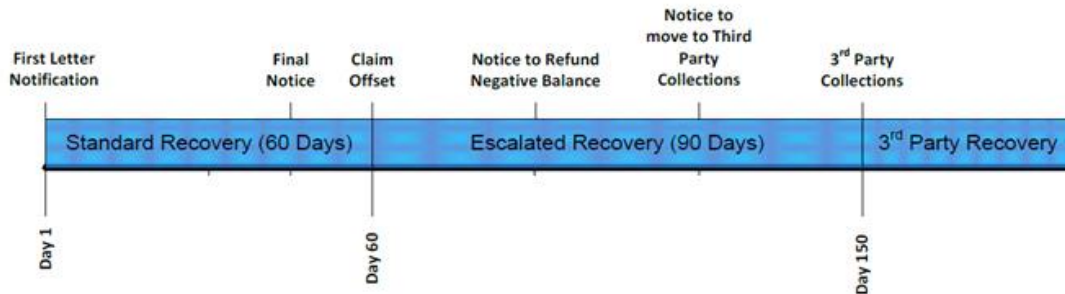 First Letter
Notification
Final
Notice
Claim
Offset
Notice to Refund
Negative Balance
Notice to
move to Third
Party
Collections
3rd Party
Collections
Standard Recovery (60 Days)
Escalated Recovery (90 Days)
3rd Party Recovery
Day 1
Day 60
Day 150